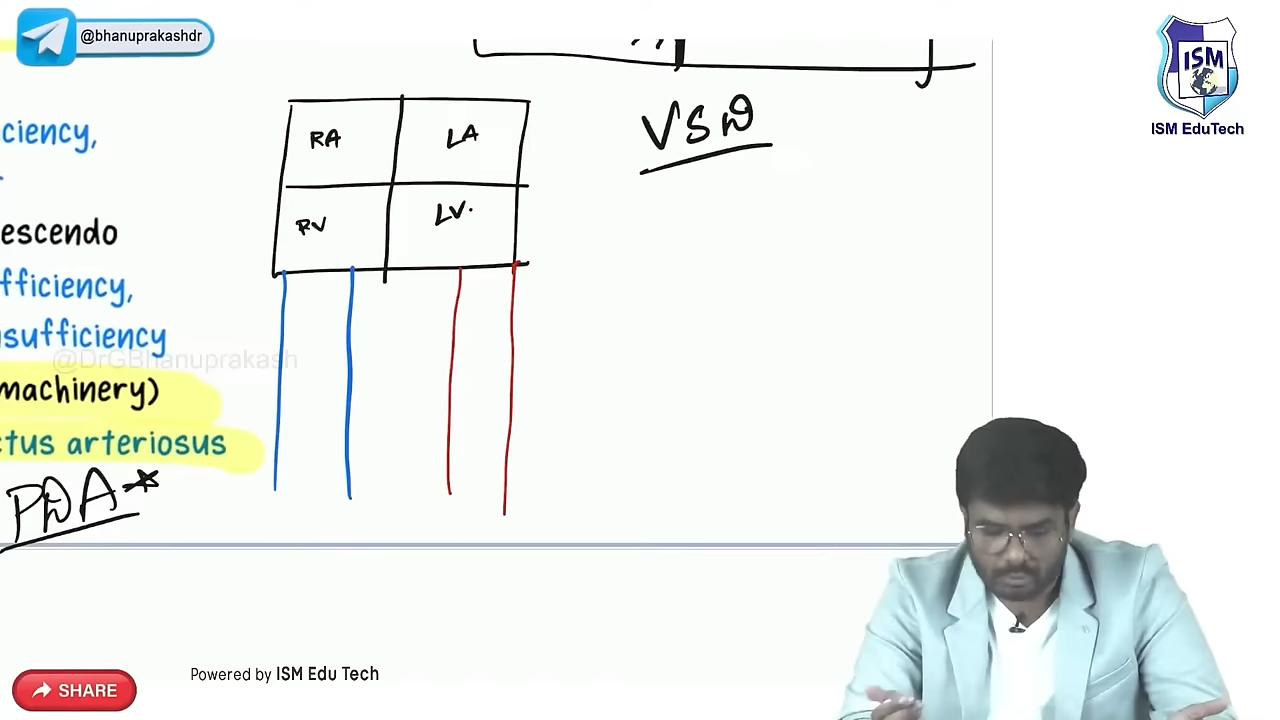 @bhanuprakashdr
ISM
ISM EduTech
ciency,
escendo
fficiency,
sufficiency
@DrGBhanuprakash
machinery)
ctus arteriosus
PDA*
RA
LA
RV
LV.
VSD
SHARE
Powered by ISM Edu Tech